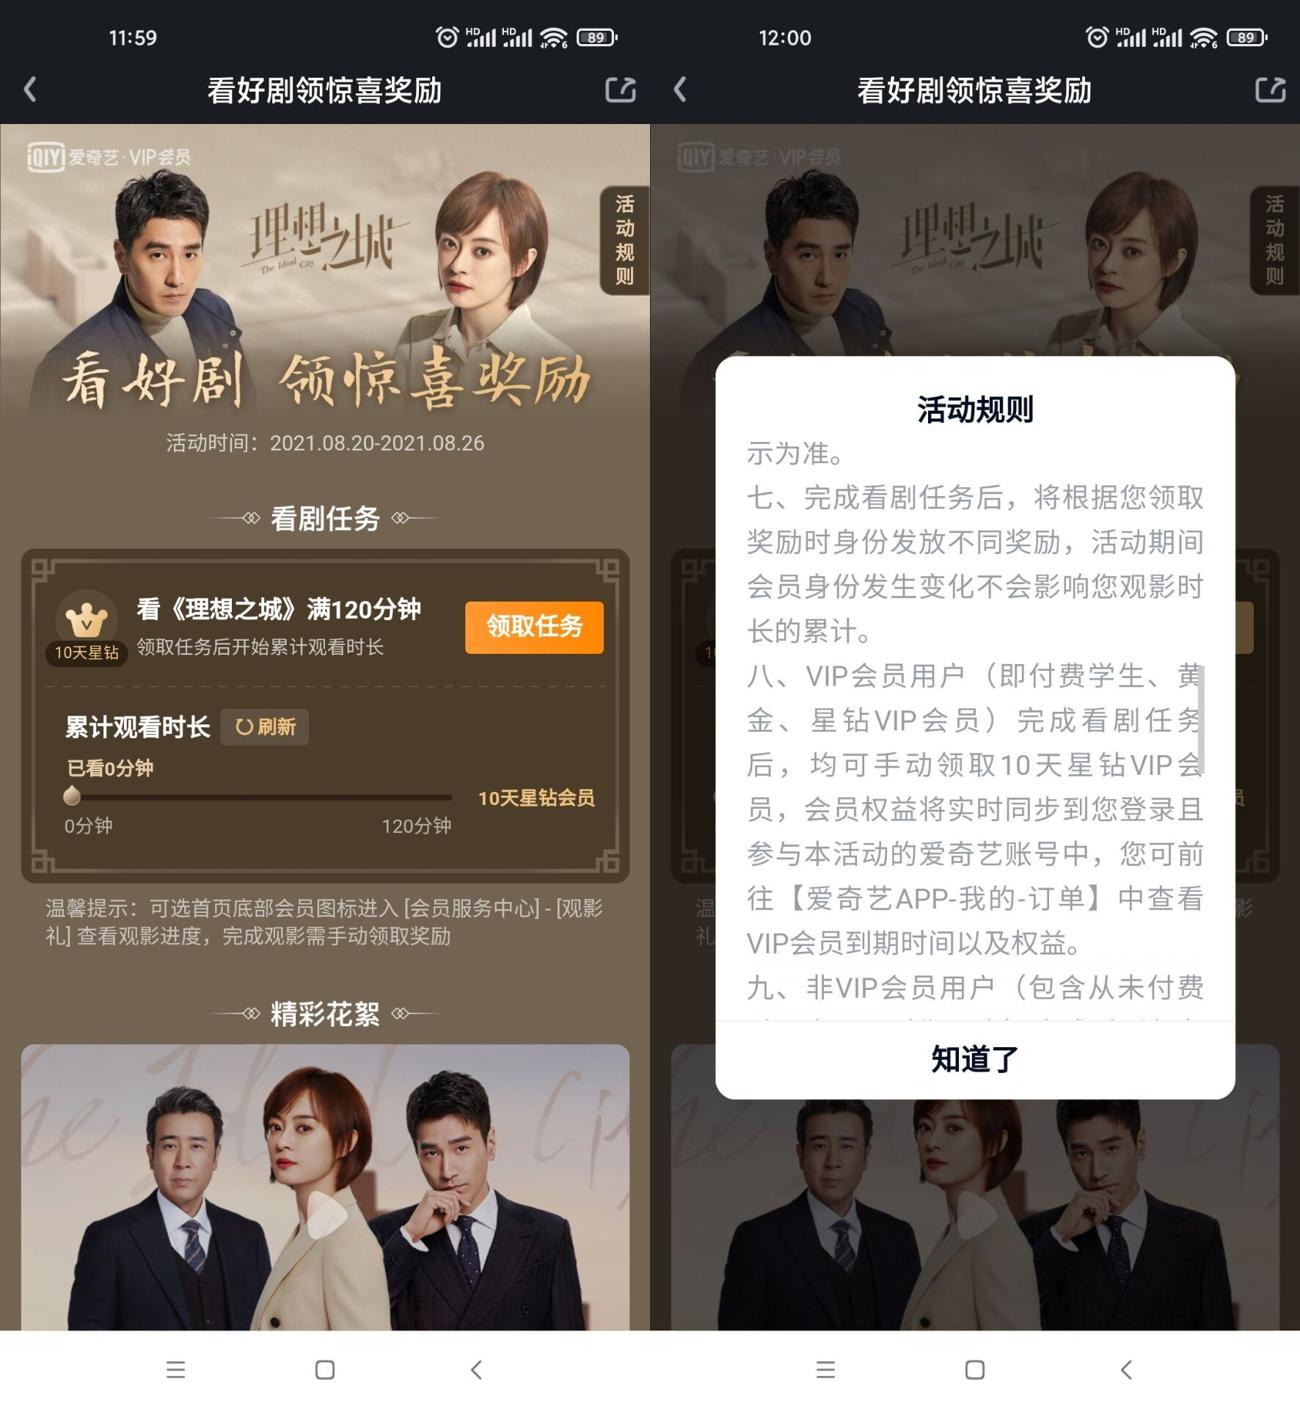 11:59
HD
HD
6
89
看好剧领惊喜奖励
iQIYI 爱奇艺·VIP会员
理想之城
The Ideal City
活动规则
看好剧 领惊喜奖励
活动时间：2021.08.20-2021.08.26
看剧任务
看《理想之城》满120分钟
领取任务后开始累计观看时长
10天星钻
领取任务
累计观看时长
刷新
已看0分钟
10天星钻会员
0分钟
120分钟
温馨提示：可选首页底部会员图标进入 [会员服务中心] - [观影
礼] 查看观影进度，完成观影需手动领取奖励
精彩花絮
12:00
HD
HD
6
89
看好剧领惊喜奖励
iQIYI 爱奇艺·VIP会员
理想之城
The Ideal City
活动规则
活动规则
示为准。
七、完成看剧任务后，将根据您领取
奖励时身份发放不同奖励，活动期间
会员身份发生变化不会影响您观影时
长的累计。
八、VIP会员用户（即付费学生、黄
金、星钻VIP会员）完成看剧任务
后，均可手动领取10天星钻VIP会
员，会员权益将实时同步到您登录且
参与本活动的爱奇艺账号中，您可前
往【爱奇艺APP-我的-订单】中查看
VIP会员到期时间以及权益。
九、非VIP会员用户（包含从未付费
知道了
温
影
礼
员